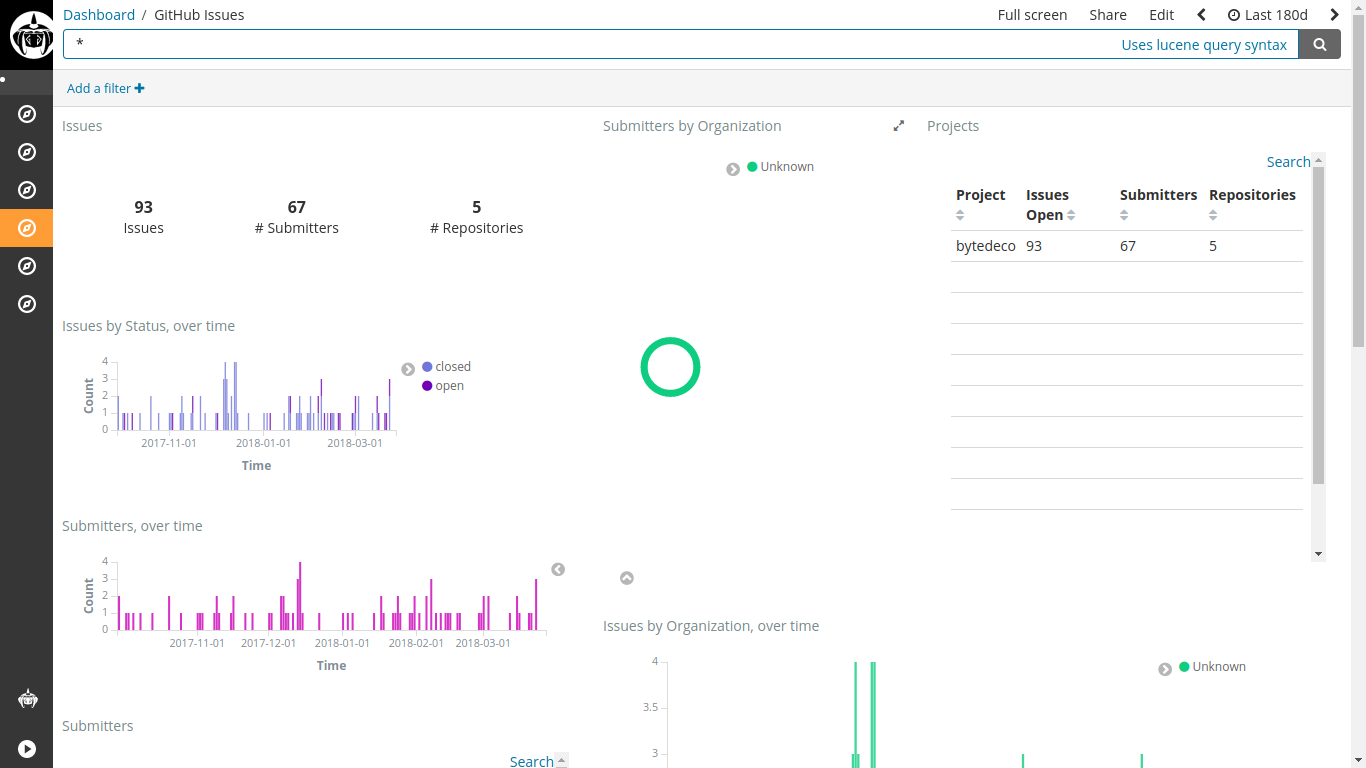 Dashboard / GitHub Issues
Full screen Share Edit Last 180d
*
Uses lucene query syntax
Add a filter
Issues
93 67 5
Issues # Submitters # Repositories
Issues by Status, over time
4
3
2
1
0
Count
2017-11-01 2018-01-01 2018-03-01
Time
closed
open
Submitters, over time
4
3
2
1
0
Count
2017-11-01 2017-12-01 2018-01-01 2018-02-01 2018-03-01
Time
Submitters
Search
Submitters by Organization
Unknown
Projects
Search
Project Issues Open Submitters Repositories
bytedeco 93 67 5
Issues by Organization, over time
4
3.5
3
Unknown